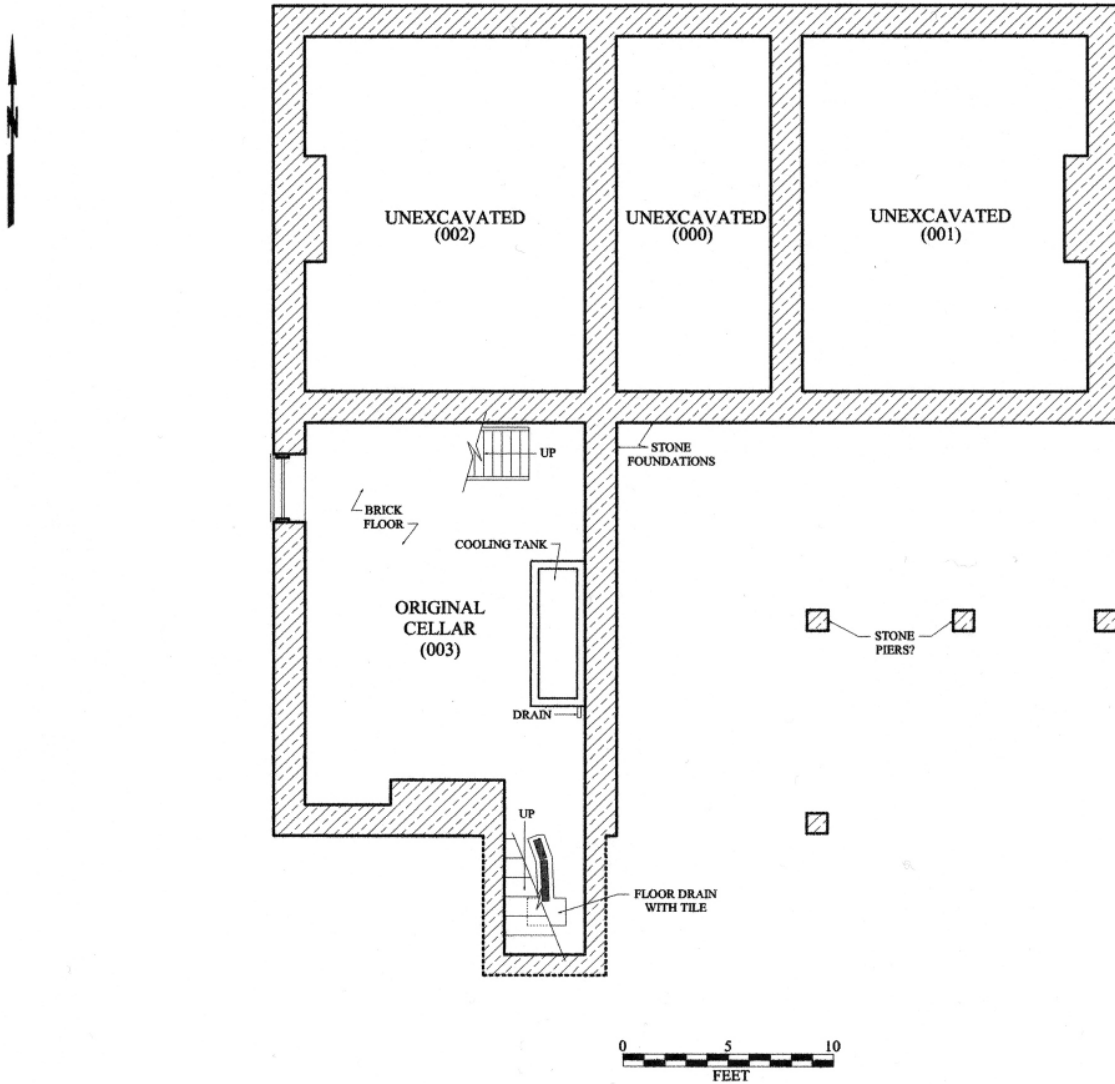 N
UNEXCAVATED
(002)
UNEXCAVATED
(000)
UNEXCAVATED
(001)
UP
STONE
FOUNDATIONS
BRICK
FLOOR
COOLING TANK
ORIGINAL
CELLAR
(003)
STONE
PIERS?
DRAIN
UP
FLOOR DRAIN
WITH TILE
0 5 10
FEET